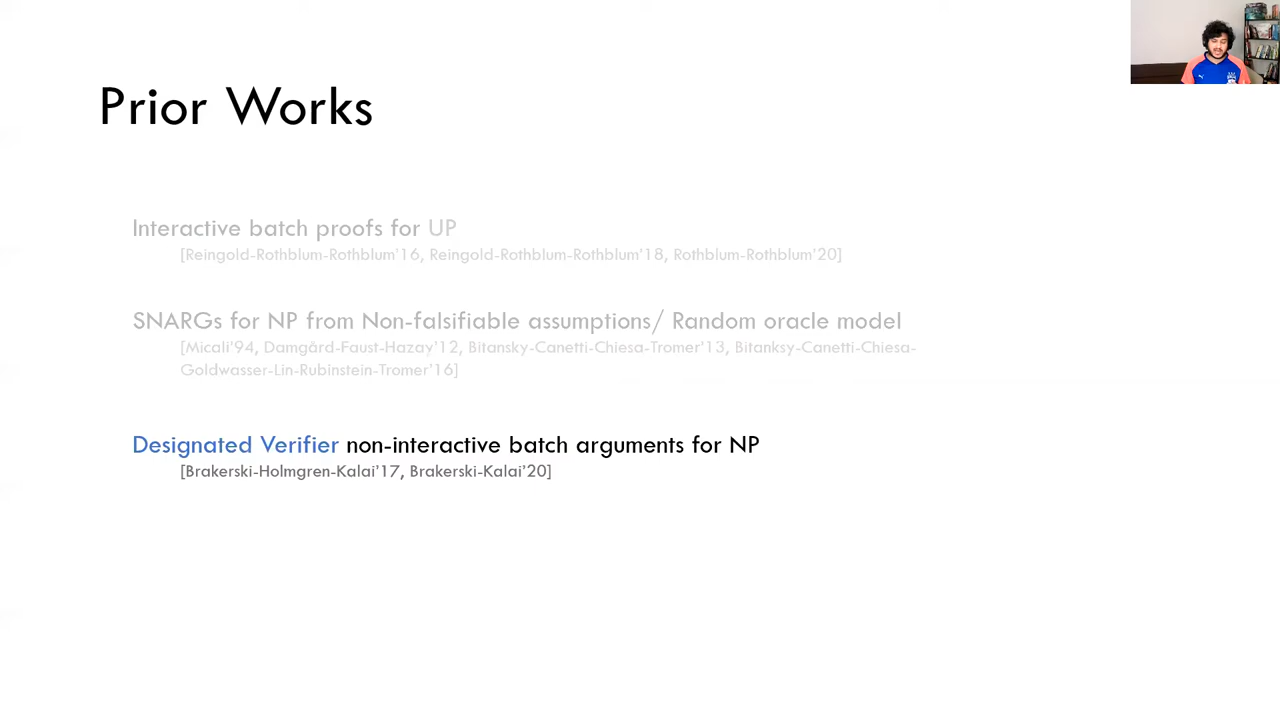 Prior Works
Interactive batch proofs for UP
[Reingold-Rothblum-Rothblum'16, Reingold-Rothblum-Rothblum'18, Rothblum-Rothblum'20]
SNARGs for NP from Non-falsifiable assumptions/ Random oracle model
[Micali'94, Damgård-Faust-Hazay'12, Bitansky-Canetti-Chiesa-Tromer'13, Bitanksy-Canetti-Chiesa-
Goldwasser-Lin-Rubinstein-Tromer'16]
Designated Verifier non-interactive batch arguments for NP
[Brakerski-Holmgren-Kalai'17, Brakerski-Kalai'20]